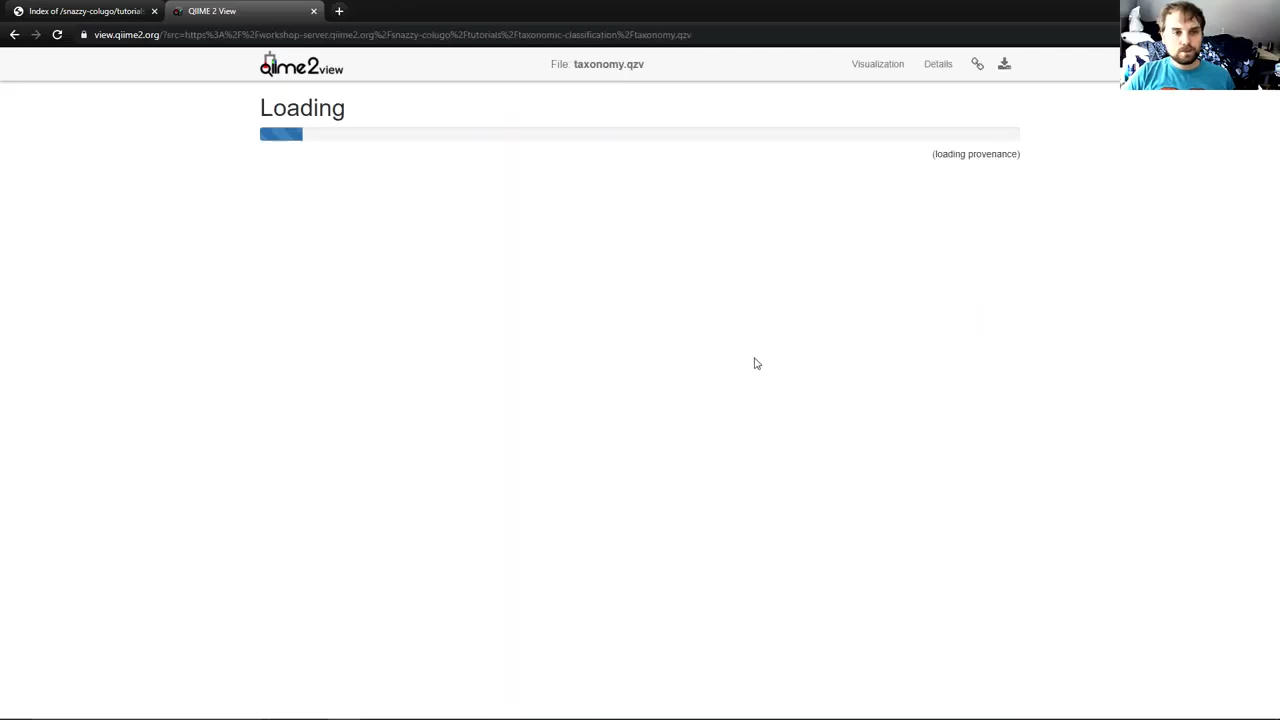 Index of /snazzy-colugo/tutorial
QIIME 2 View
view.qiime2.org/?src=https%3A%2F%2Fworkshop-server.qiime2.org%2Fsnazzy-colugo%2Ftutorials%2Ftaxonomic-classification%2Ftaxonomy.qzv
qiime2view
File: taxonomy.qzv
Visualization
Details
Loading
(loading provenance)